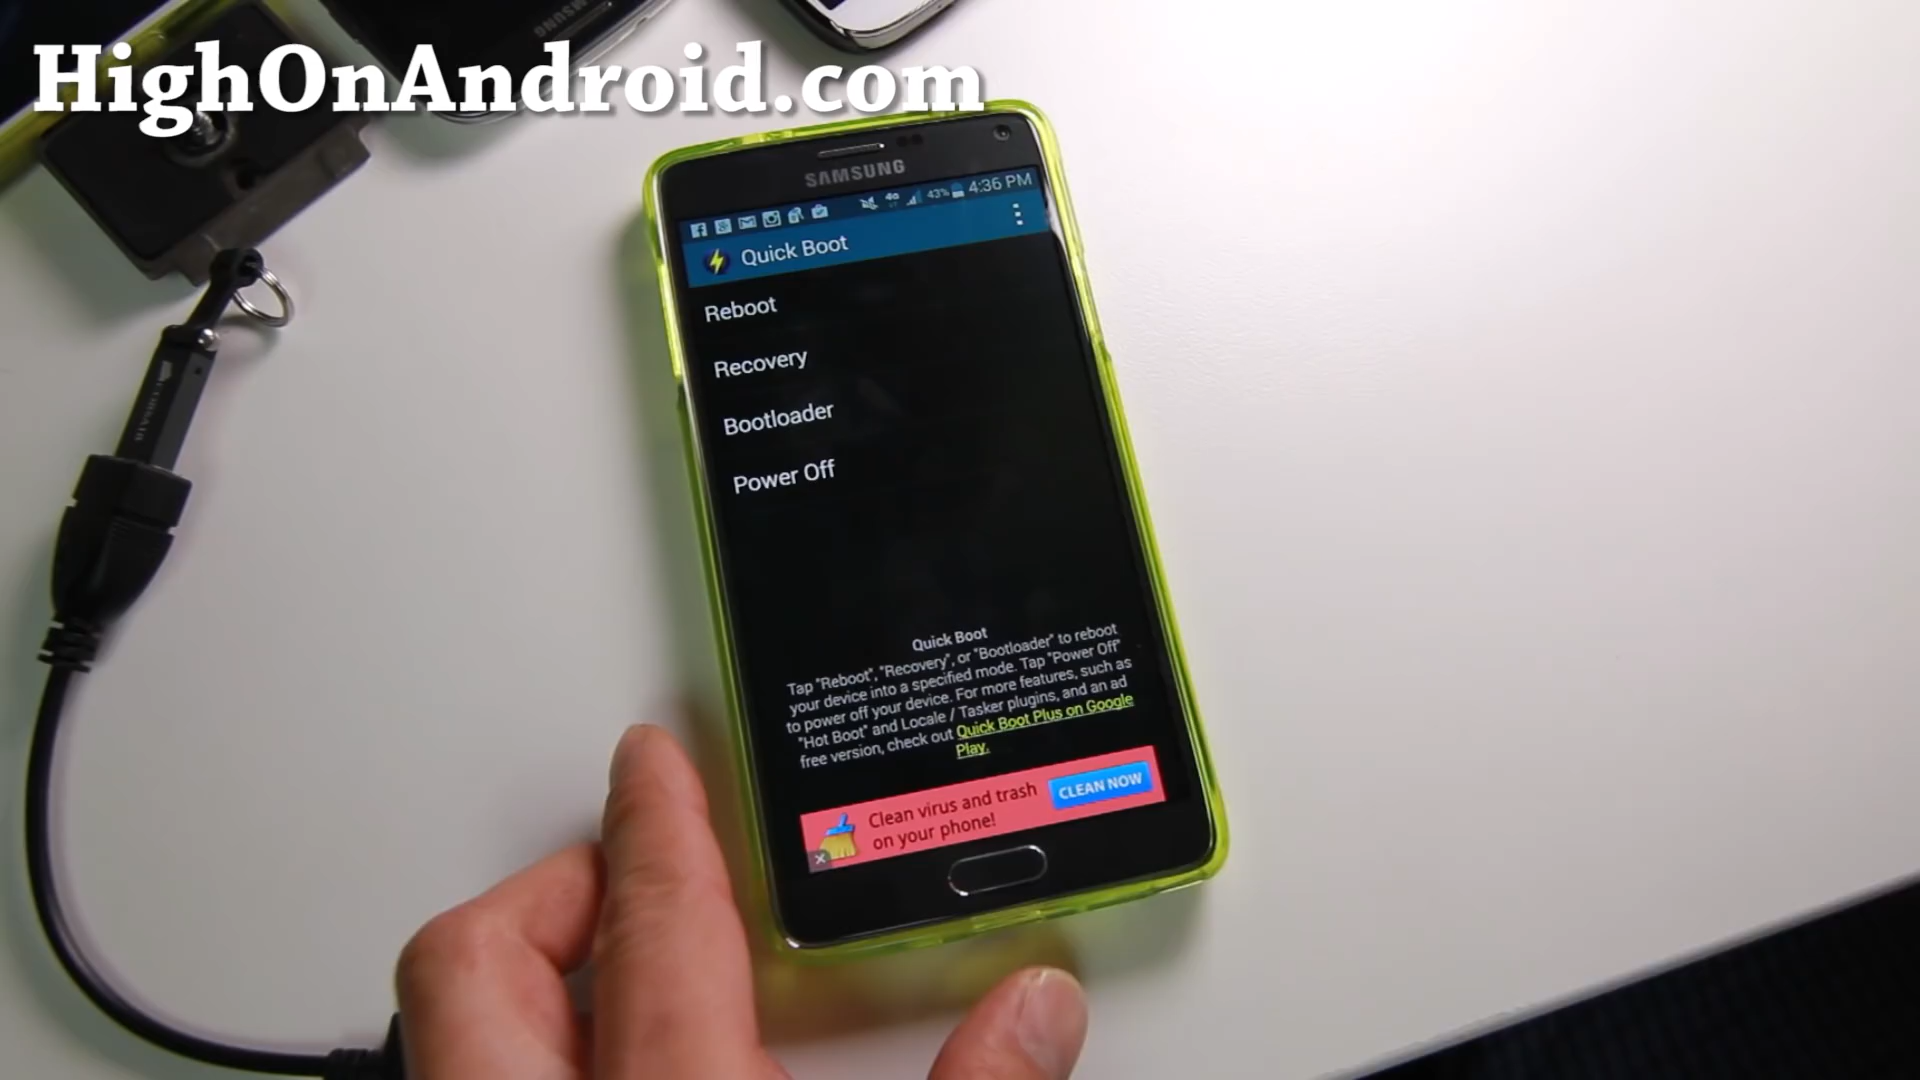 HighOnAndroid.com
SAMSUNG
SAMSUNG
43% 4:36 PM
Quick Boot
Reboot
Recovery
Bootloader
Power Off
Quick Boot
Tap "Reboot", "Recovery", or "Bootloader" to reboot
your device into a specified mode. Tap "Power Off"
to power off your device. For more features, such as
"Hot Boot" and Locale / Tasker plugins, and an ad
free version, check out Quick Boot Plus on Google
Play.
Clean virus and trash
on your phone!
CLEAN NOW
CORSAIR